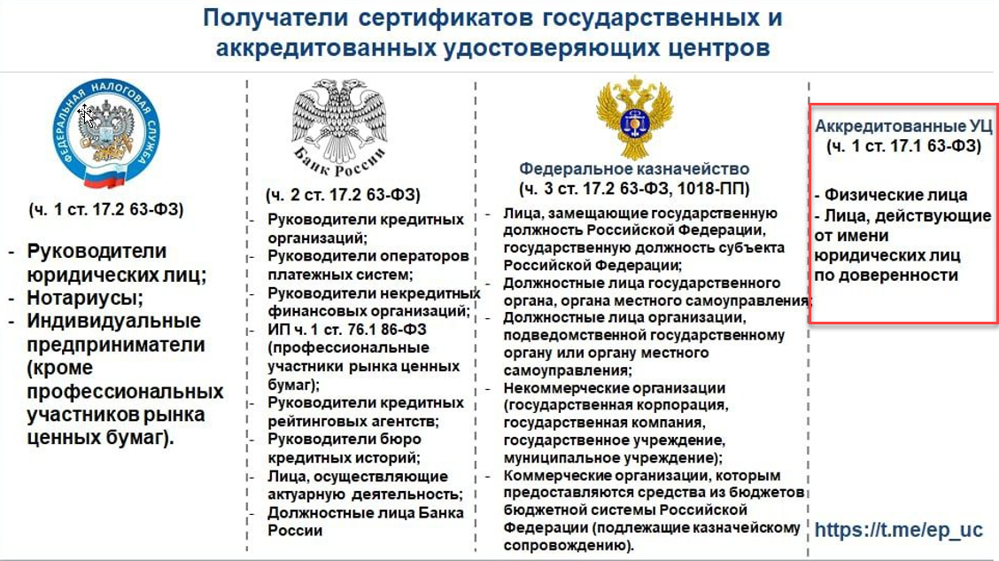 Получатели сертификатов государственных и
аккредитованных удостоверяющих центров
ФЕДЕРАЛЬНАЯ НАЛОГОВАЯ СЛУЖБА
(ч. 1 ст. 17.2 63-ФЗ)
- Руководители
юридических лиц;
- Нотариусы;
- Индивидуальные
предприниматели
(кроме
профессиональных
участников рынка
ценных бумаг).
Банк России
(ч. 2 ст. 17.2 63-ФЗ)
- Руководители кредитных
организаций;
- Руководители операторов
платежных систем;
- Руководители некредитных
финансовых организаций;
- ИП ч. 1 ст. 76.1 86-ФЗ
(профессиональные
участники рынка ценных
бумаг);
- Руководители кредитных
рейтинговых агентств;
- Руководители бюро
кредитных историй;
- Лица, осуществляющие
актуарную деятельность;
- Должностные лица Банка
России
Федеральное казначейство
(ч. 3 ст. 17.2 63-ФЗ, 1018-ПП)
- Лица, замещающие государственную
должность Российской Федерации,
государственную должность субъекта
Российской Федерации;
- Должностные лица государственного
органа, органа местного самоуправления;
- Должностные лица организации,
подведомственной государственному
органу или органу местного
самоуправления;
- Некоммерческие организации
(государственная корпорация,
государственная компания,
государственное учреждение,
муниципальное учреждение);
- Коммерческие организации, которым
предоставляются средства из бюджетов
бюджетной системы Российской
Федерации (подлежащие казначейскому
сопровождению).
Аккредитованные УЦ
(ч. 1 ст. 17.1 63-ФЗ)
- Физические лица
- Лица, действующие
от имени
юридических лиц
по доверенности
https://t.me/ep_uc